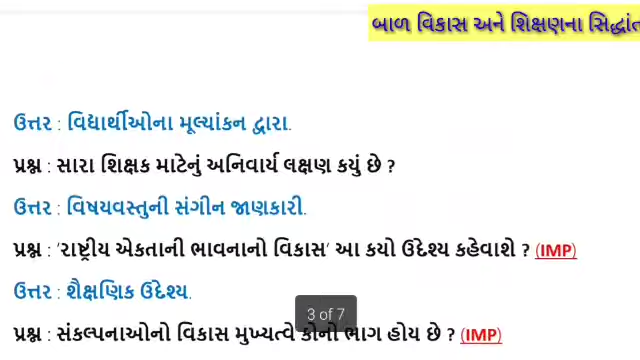 બાળ વિકાસ અને શિક્ષણના
ઉત્તર : વિદ્યાર્થીઓના મૂલ્યાંકન દ્વારા.
પ્રશ્ન : સારા શિક્ષક માટેનું અનિવાર્ય લક્ષણ કયું છે ?
ઉત્તર : વિષયવસ્તુની સંગીન જાણકારી.
પ્રશ્ન : ‘રાષ્ટ્રીય એકતાની ભાવનાનો વિકાસ’ આ કયો ઉદેશ્ય કહેવાશે ? (IMP)
ઉત્તર : શૈક્ષણિક ઉદેશ્ય.
3 of 7
પ્રશ્ન : સંકલ્પનાઓનો વિકાસ મુખ્યત્વે કોનો ભાગ હોય છે ? (IMP)